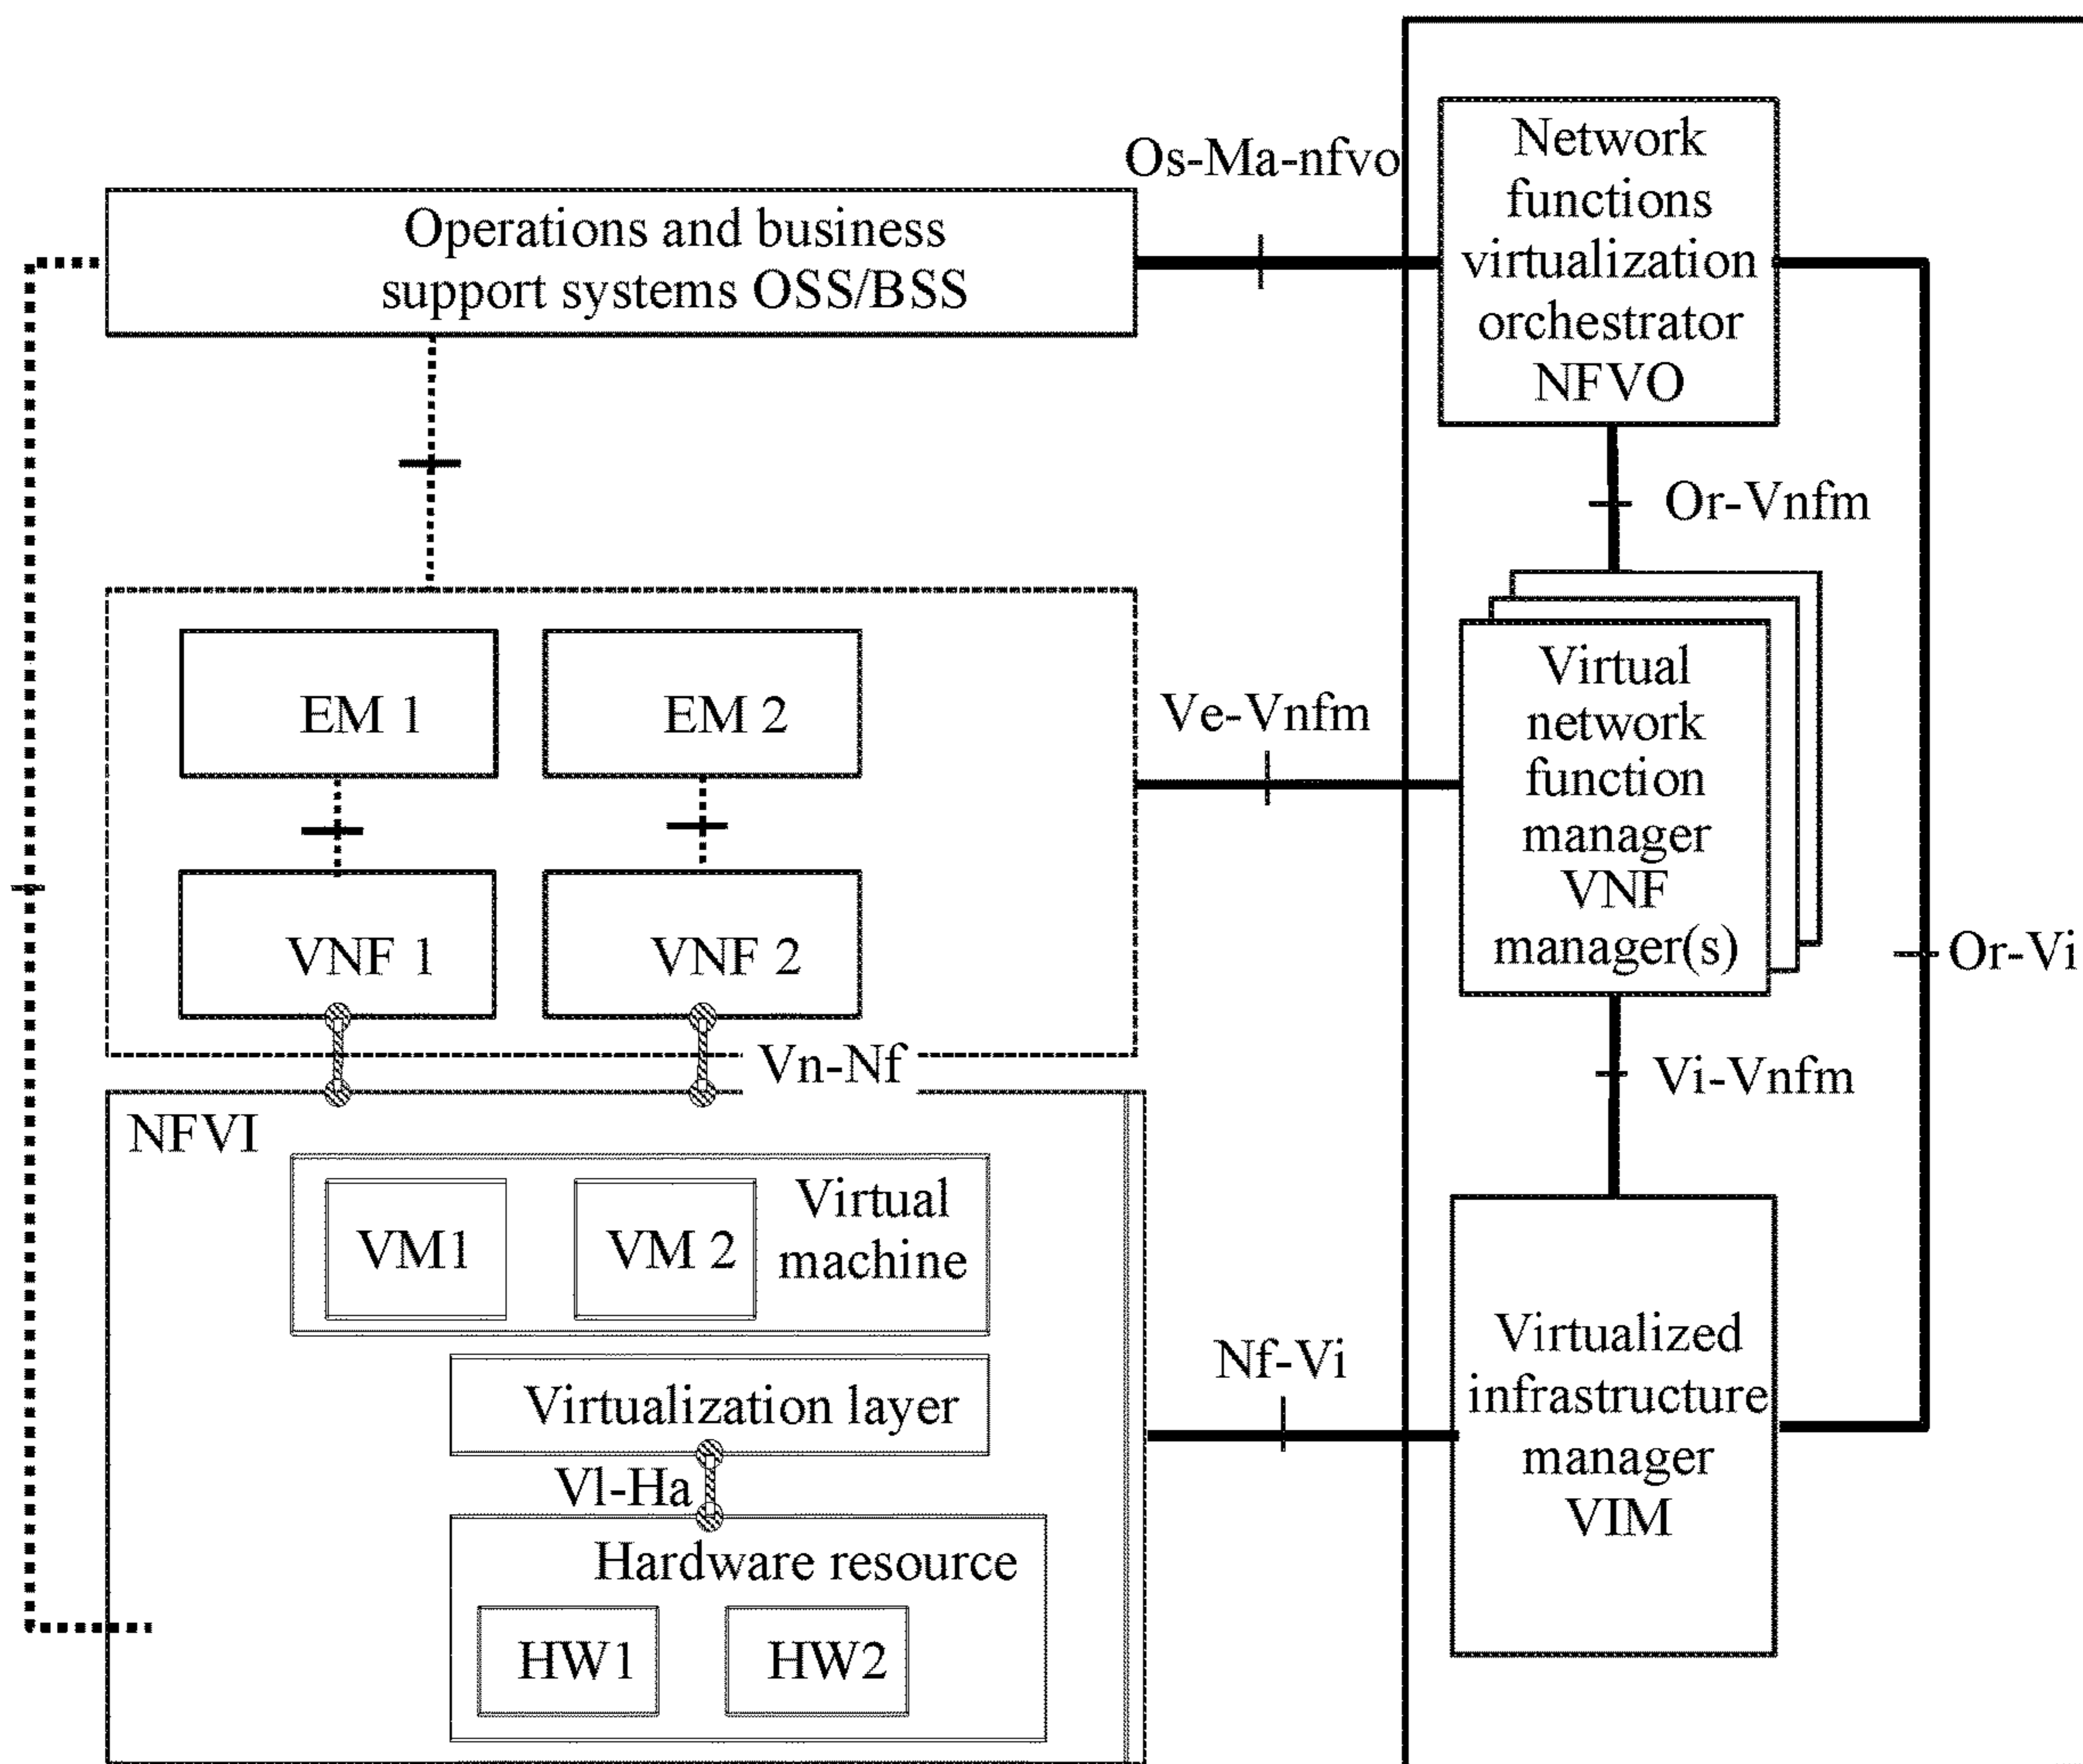 Os-Ma-nfvo
Network
functions
virtualization
orchestrator
NFVO
Operations and business
support systems OSS/BSS
Or-Vnfm
EM 1
EM 2
Ve-Vnfm
Virtual
network
function
manager
VNF
manager(s)
VNF 1
VNF 2
Or-Vi
Vn-Nf
Vi-Vnfm
NFVI
VM1
VM 2
Virtual
machine
Nf-Vi
Virtualization layer
Virtualized
infrastructure
manager
VIM
Vl-Ha
Hardware resource
HW1
HW2